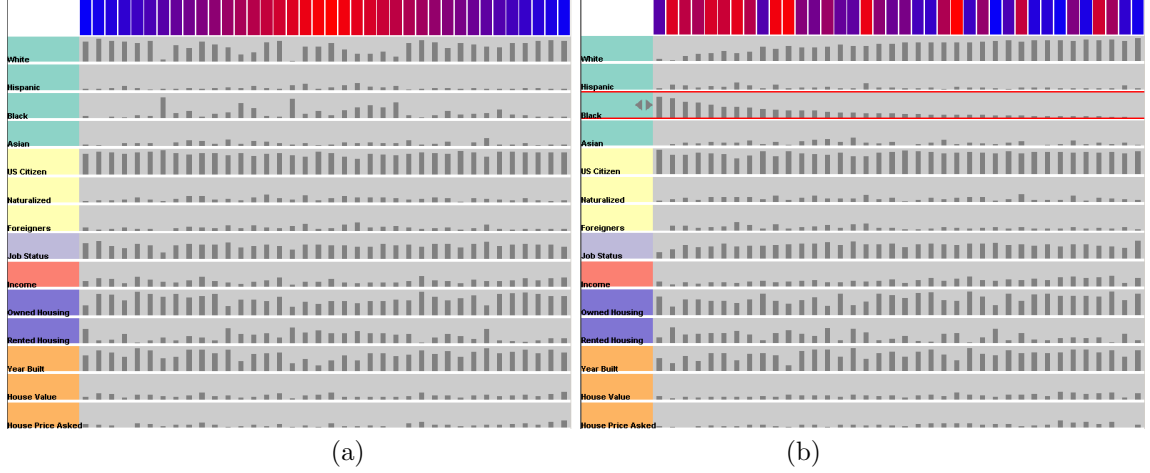 White
Hispanic
Black
Asian
US Citizen
Naturalized
Foreigners
Job Status
Income
Owned Housing
Rented Housing
Year Built
House Value
House Price Asked
(a)
White
Hispanic
Black
Asian
US Citizen
Naturalized
Foreigners
Job Status
Income
Owned Housing
Rented Housing
Year Built
House Value
House Price Asked
(b)